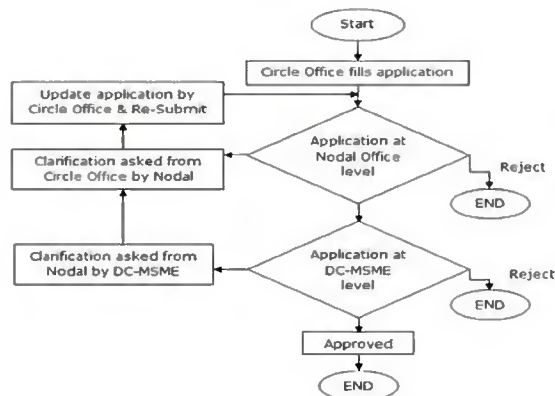 Start
Circle Office fills application
Update application by
Circle Office & Re-Submit
Application at
Nodal Office
level
Clarification asked from
Circle Office by Nodal
Reject
END
Application at
DC-MSME
level
Clarification asked from
Nodal by DC-MSME
Reject
END
Approved
END